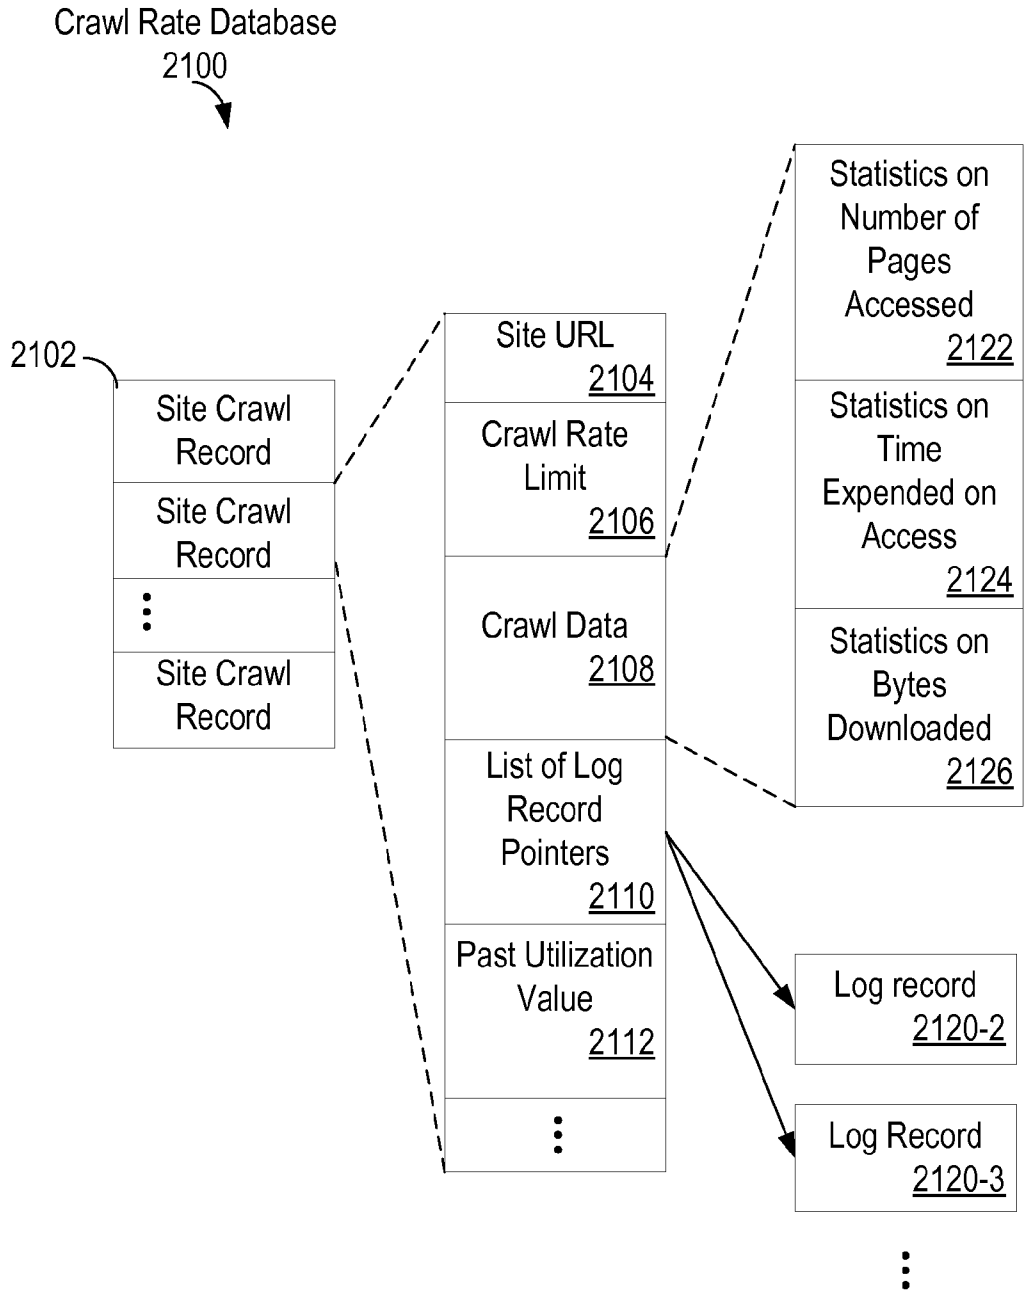 Crawl Rate Database
2100
2102
Site Crawl
Record
Site Crawl
Record
Site Crawl
Record
Site URL
2104
Crawl Rate
Limit
2106
Crawl Data
2108
List of Log
Record
Pointers
2110
Past Utilization
Value
2112
Statistics on
Number of
Pages
Accessed
2122
Statistics on
Time
Expended on
Access
2124
Statistics on
Bytes
Downloaded
2126
Log record
2120-2
Log Record
2120-3